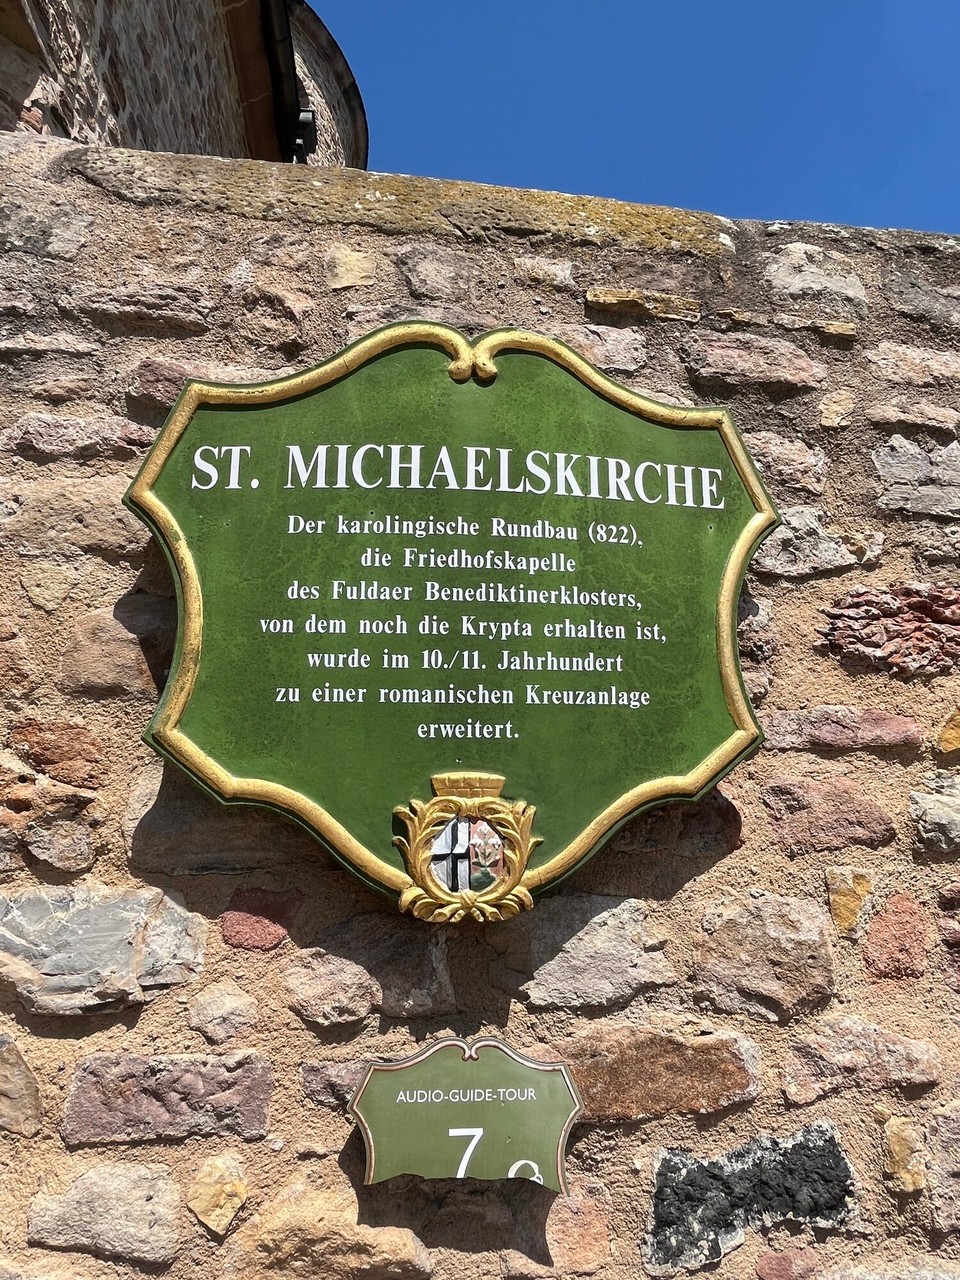 ST. MICHAELSKIRCHE
Der karolingische Rundbau (822),
die Friedhofskapelle
des Fuldaer Benediktinerklosters,
von dem noch die Krypta erhalten ist,
wurde im 10./11. Jahrhundert
zu einer romanischen Kreuzanlage
erweitert.
AUDIO-GUIDE-TOUR
7